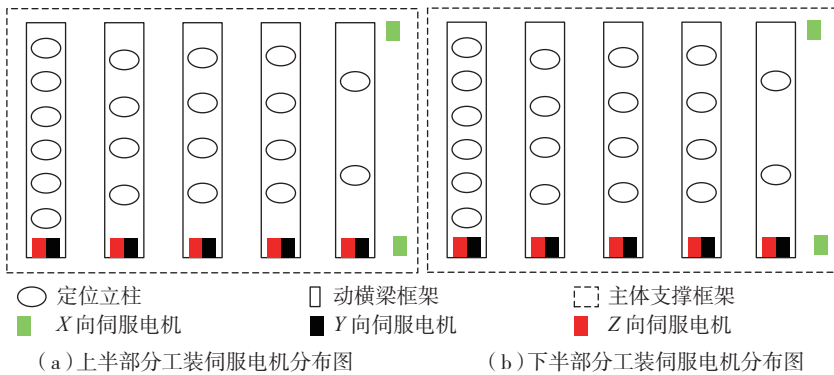 定位立柱 动横梁框架 主体支撑框架
X 向伺服电机 Y 向伺服电机 Z 向伺服电机
（a）上半部分工装伺服电机分布图 （b）下半部分工装伺服电机分布图